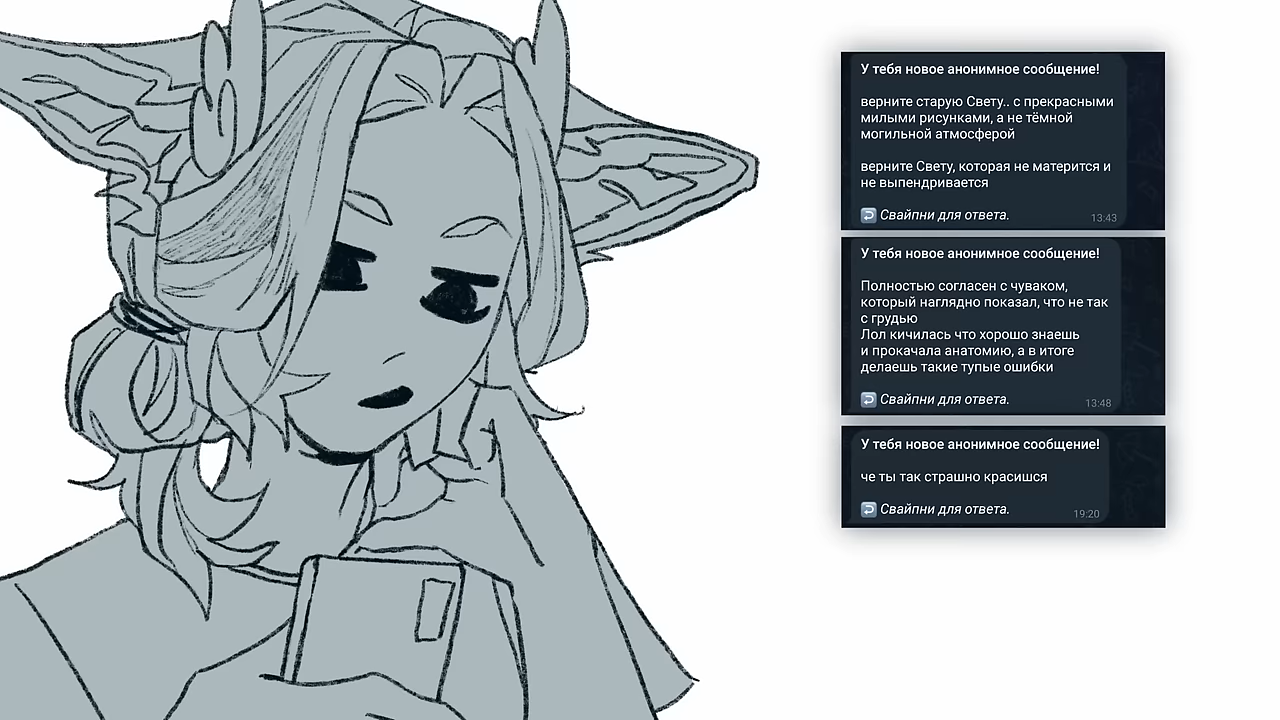 У тебя новое анонимное сообщение!
верните старую Свету.. с прекрасными
милыми рисунками, а не тёмной
могильной атмосферой
верните Свету, которая не матерится и
не выпендривается
Свайпни для ответа.
13:43
У тебя новое анонимное сообщение!
Полностью согласен с чуваком,
который наглядно показал, что не так
с грудью
Лол кичилась что хорошо знаешь
и прокачала анатомию, а в итоге
делаешь такие тупые ошибки
Свайпни для ответа.
13:48
У тебя новое анонимное сообщение!
че ты так страшно красишся
Свайпни для ответа.
19:20